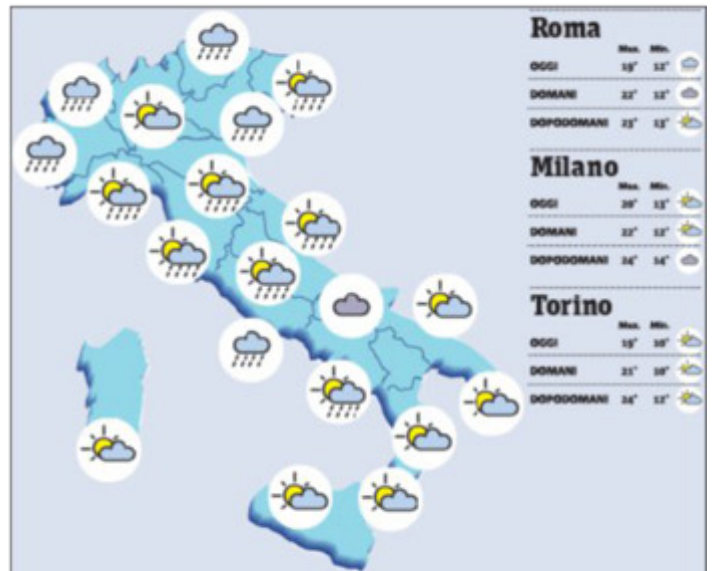 Roma
Max. Min.
OGGI 19° 12°
DOMANI 22° 12°
DOPODOMANI 23° 13°
Milano
Max. Min.
OGGI 20° 13°
DOMANI 22° 12°
DOPODOMANI 24° 14°
Torino
Max. Min.
OGGI 19° 10°
DOMANI 21° 10°
DOPODOMANI 24° 12°